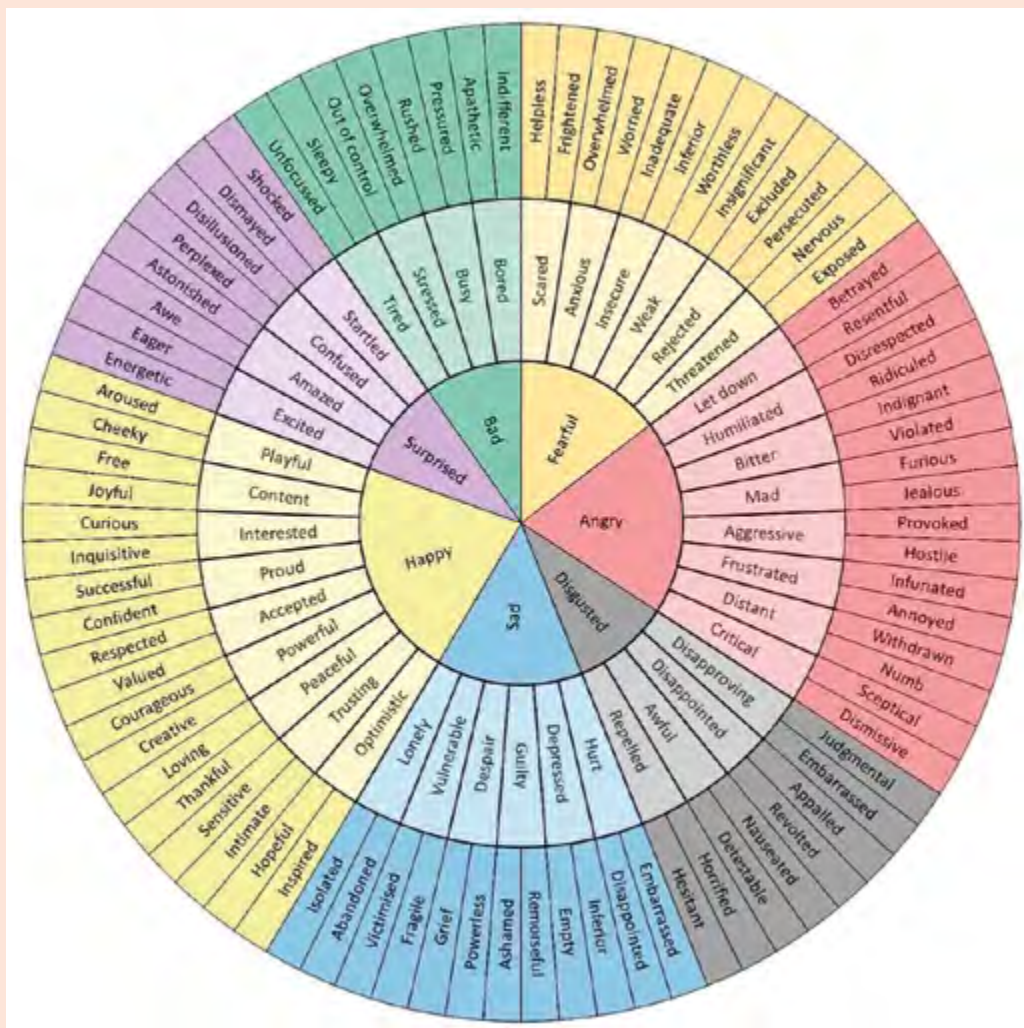 Fearful
Angry
Disgusted
Sad
Happy
Surprised
Bad
Scared
Anxious
Insecure
Weak
Rejected
Threatened
Let down
Humiliated
Bitter
Mad
Aggressive
Frustrated
Distant
Critical
Disapproving
Disappointed
Awful
Repelled
Hurt
Depressed
Guilty
Despair
Vulnerable
Lonely
Optimistic
Trusting
Peaceful
Powerful
Accepted
Proud
Interested
Content
Playful
Excited
Amazed
Confused
Startled
Tired
Stressed
Busy
Bored
Helpless
Frightened
Overwhelmed
Worried
Inadequate
Inferior
Worthless
Insignificant
Excluded
Persecuted
Nervous
Exposed
Betrayed
Resentful
Disrespected
Ridiculed
Indignant
Violated
Furious
Jealous
Provoked
Hostile
Infuriated
Annoyed
Withdrawn
Numb
Sceptical
Dismissive
Judgmental
Embarrassed
Appalled
Revolted
Nauseated
Detestable
Horrified
Hesitant
Embarrassed
Disappointed
Inferior
Empty
Remorseful
Ashamed
Powerless
Grief
Fragile
Victimised
Abandoned
Isolated
Inspired
Hopeful
Intimate
Sensitive
Thankful
Loving
Creative
Courageous
Valued
Respected
Confident
Successful
Inquisitive
Curious
Joyful
Free
Cheeky
Aroused
Energetic
Eager
Awe
Astonished
Perplexed
Disillusioned
Dismayed
Shocked
Unfocussed
Sleepy
Out of control
Overwhelmed
Rushed
Pressured
Apathetic
Indifferent